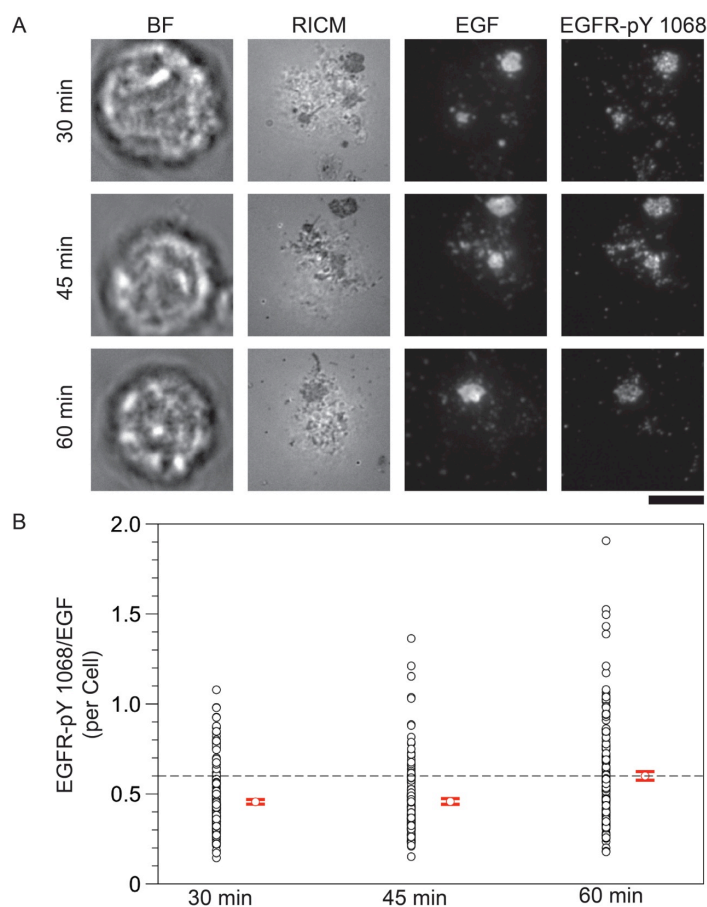 A
BF RICM EGF EGFR-pY 1068
30 min
45 min
60 min
B
EGFR-pY 1068/EGF
(per Cell)
2.0
1.5
1.0
0.5
0
30 min 45 min 60 min